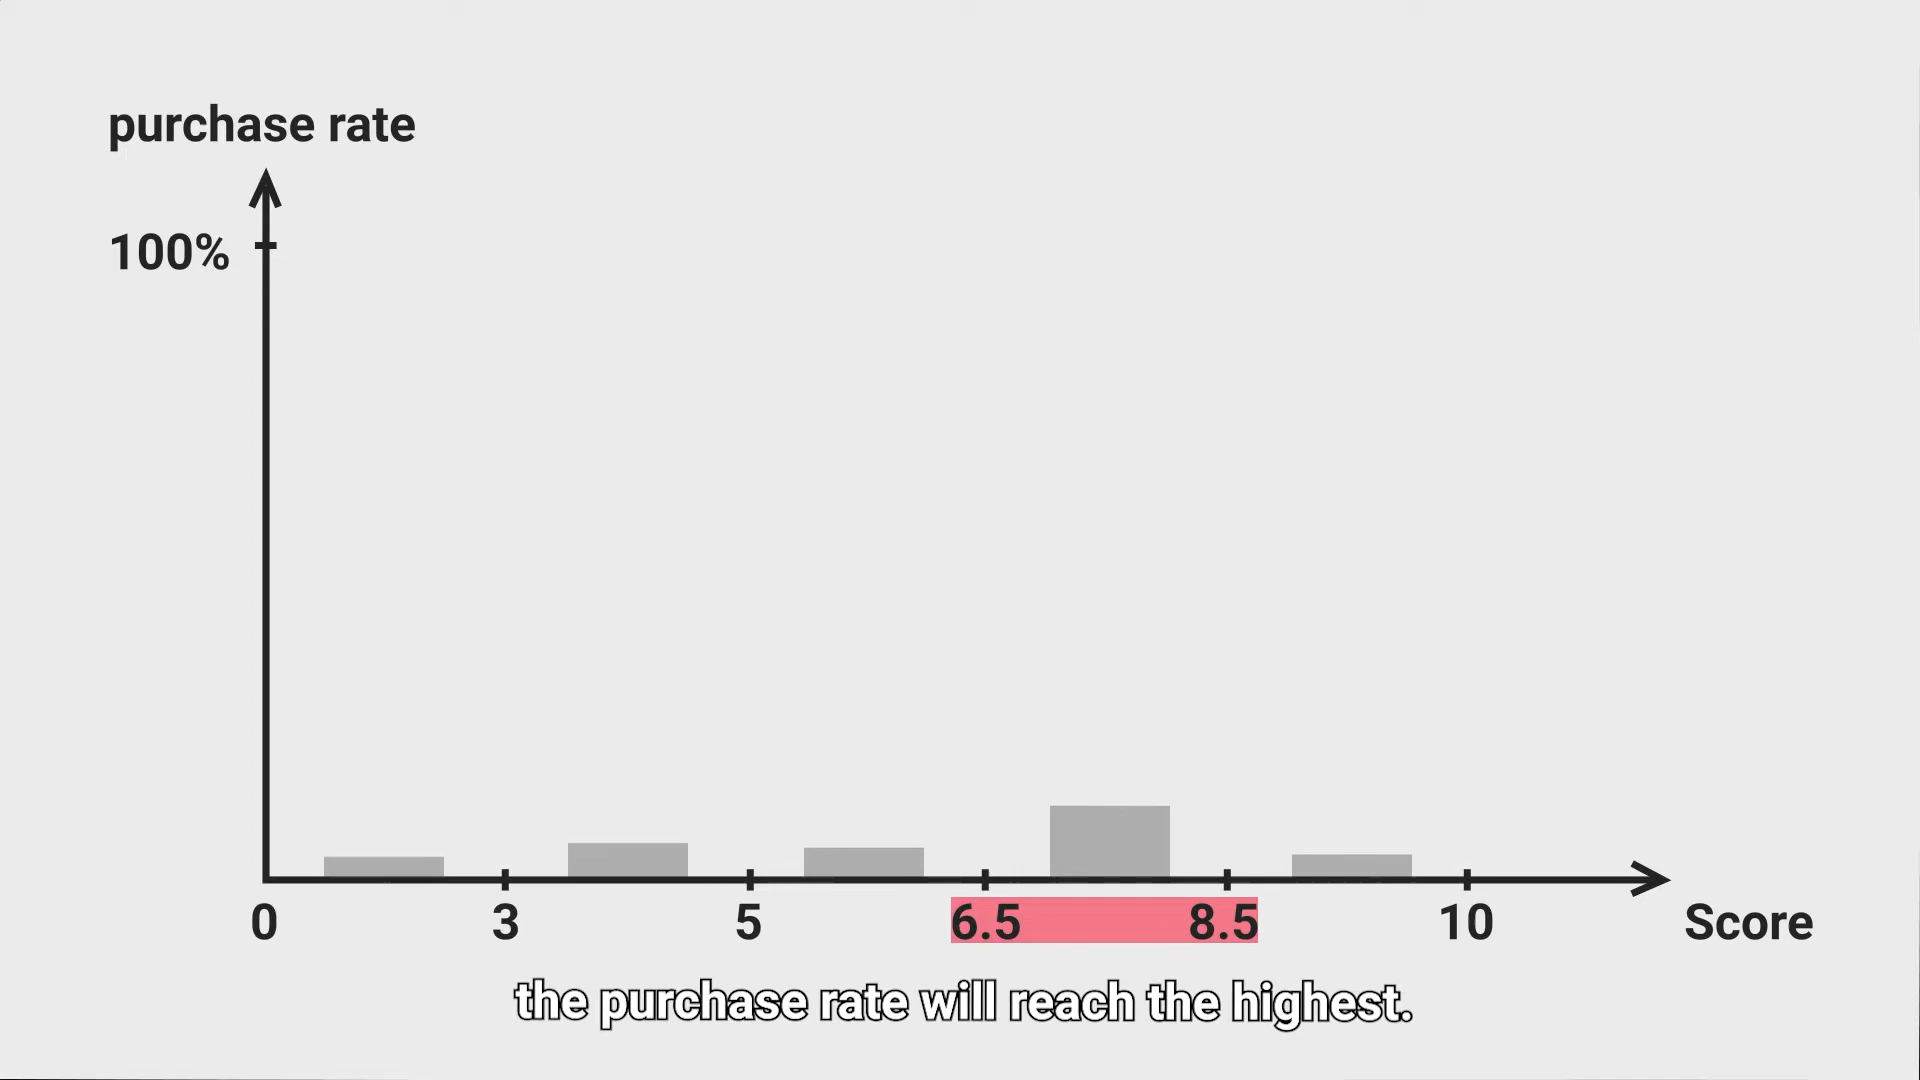 purchase rate
100%
0 3 5 6.5 8.5 10 Score
the purchase rate will reach the highest.